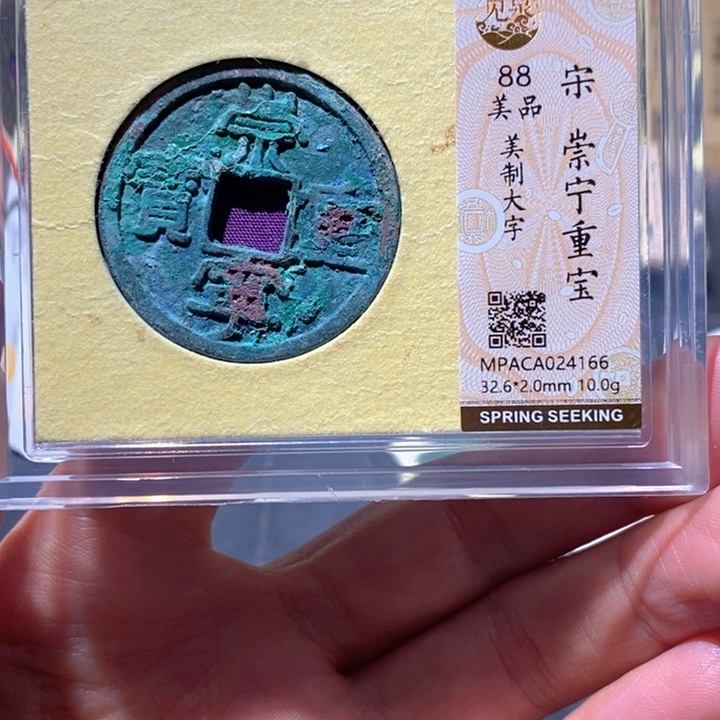 崇
寧
重
寶
88
美品
宋
崇宁重宝
美制大字
MPACA024166
32.6*2.0mm 10.0g
SPRING SEEKING